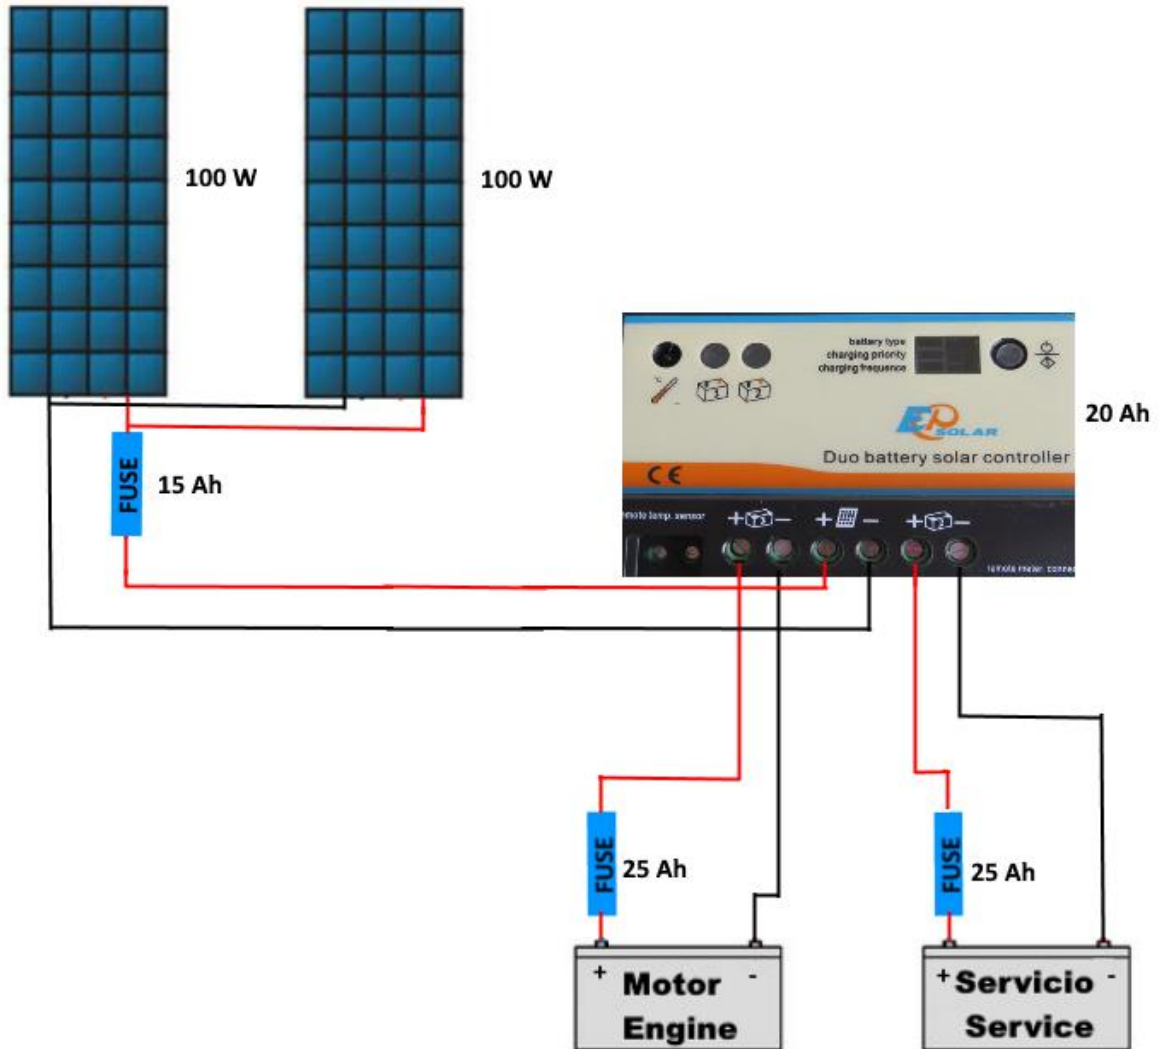 100 W
100 W
battery type
charging priority
charging frequence
20 Ah
EP SOLAR
Duo battery solar controller
CE
FUSE
15 Ah
remote temp. sensor
+ -
+ -
+ -
remote meter
FUSE
25 Ah
FUSE
25 Ah
+ Motor -
Engine
+ Servicio -
Service